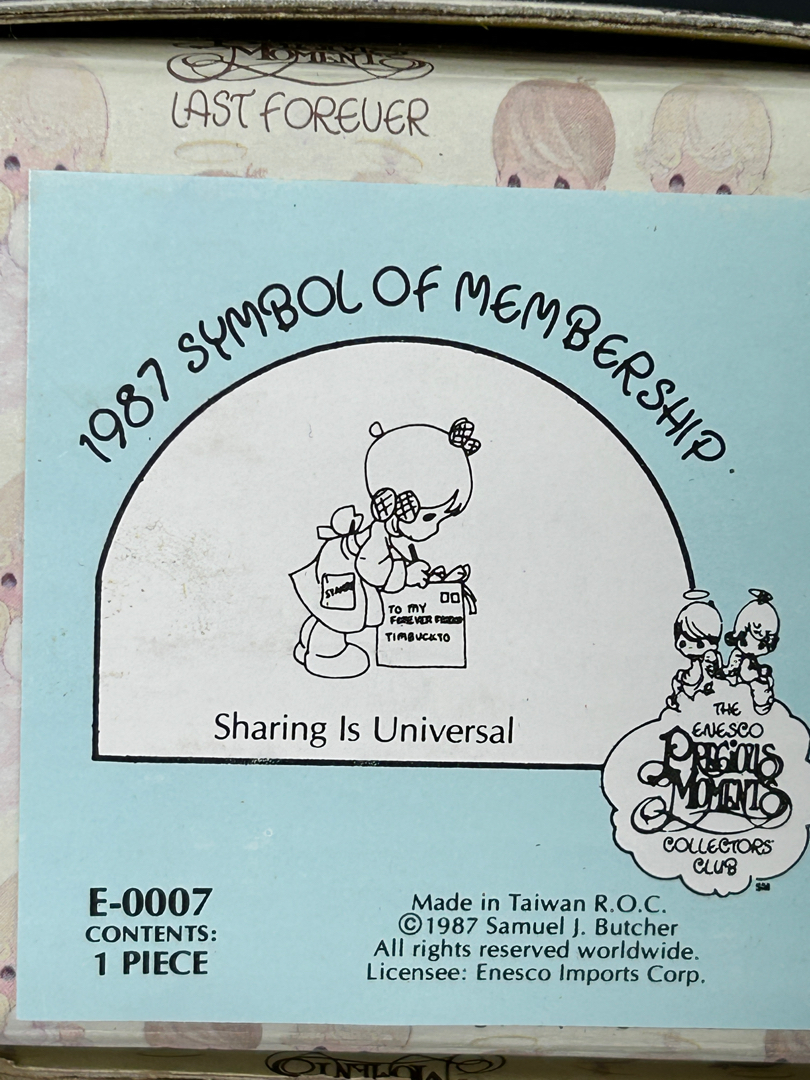 MOMENTS
LAST FOREVER
1987 SYMBOL OF MEMBERSHIP
STAMPS
TO MY
FOREVER FRIEND
TIMBUCKTO
Sharing Is Universal
THE
ENESCO
PRECIOUS
MOMENTS
COLLECTORS'
CLUB
SM
E-0007
CONTENTS:
1 PIECE
Made in Taiwan R.O.C.
©1987 Samuel J. Butcher
All rights reserved worldwide.
Licensee: Enesco Imports Corp.